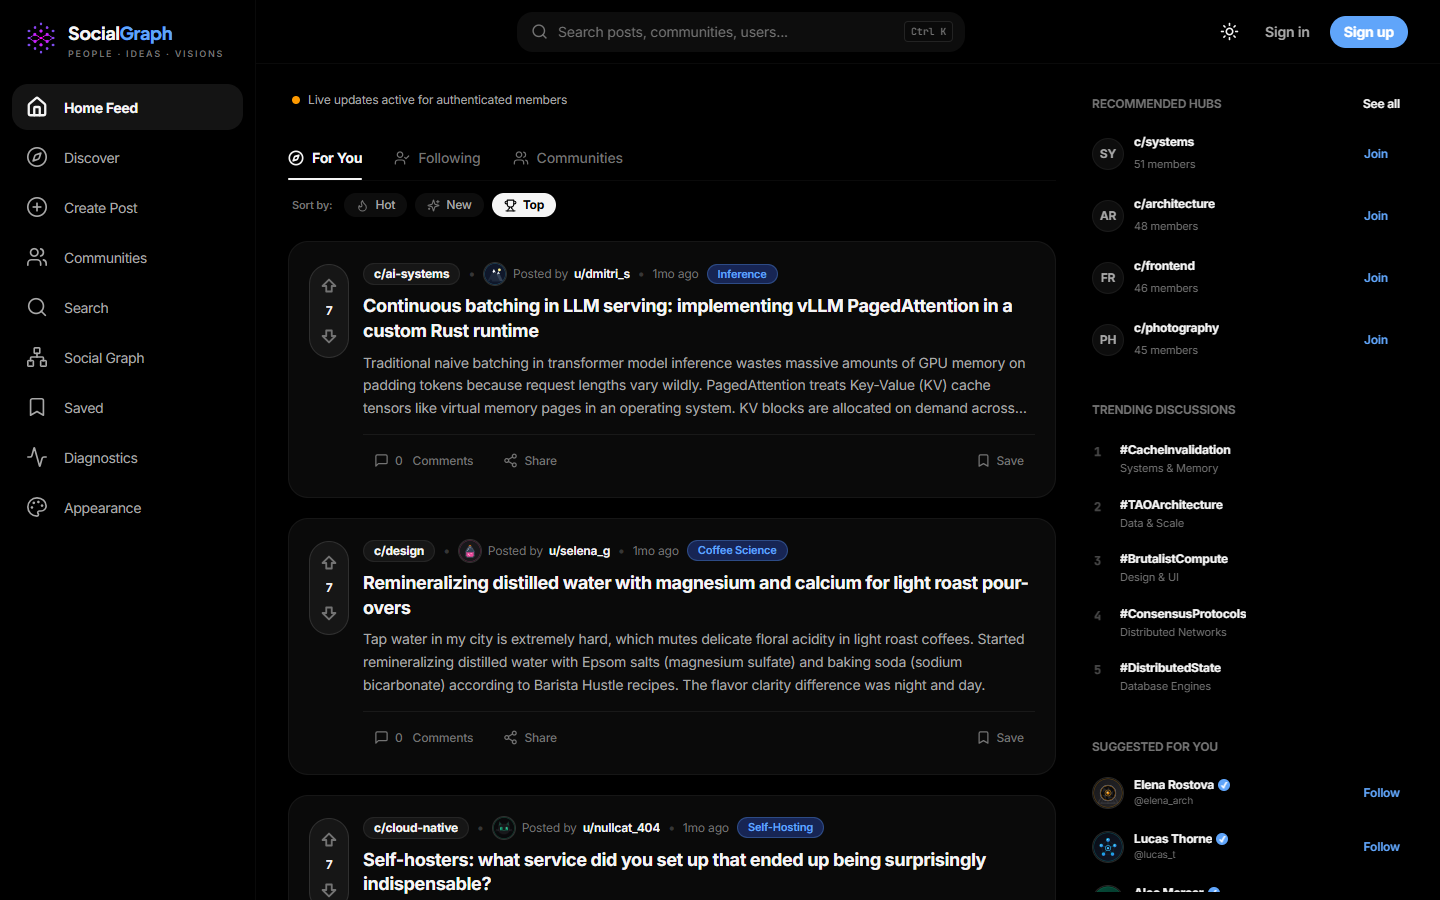 SocialGraph
PEOPLE · IDEAS · VISIONS
Search posts, communities, users...
Ctrl K
Sign in
Sign up
Home Feed
Discover
Create Post
Communities
Search
Social Graph
Saved
Diagnostics
Appearance
Live updates active for authenticated members
For You
Following
Communities
Sort by:
Hot
New
Top
7
c/ai-systems • Posted by u/dmitri_s • 1mo ago Inference
Continuous batching in LLM serving: implementing vLLM PagedAttention in a
custom Rust runtime
Traditional naive batching in transformer model inference wastes massive amounts of GPU memory on
padding tokens because request lengths vary wildly. PagedAttention treats Key-Value (KV) cache
tensors like virtual memory pages in an operating system. KV blocks are allocated on demand across...
0 Comments
Share
Save
7
c/design • Posted by u/selena_g • 1mo ago Coffee Science
Remineralizing distilled water with magnesium and calcium for light roast pour-
overs
Tap water in my city is extremely hard, which mutes delicate floral acidity in light roast coffees. Started
remineralizing distilled water with Epsom salts (magnesium sulfate) and baking soda (sodium
bicarbonate) according to Barista Hustle recipes. The flavor clarity difference was night and day.
0 Comments
Share
Save
7
c/cloud-native • Posted by u/nullcat_404 • 1mo ago Self-Hosting
Self-hosters: what service did you set up that ended up being surprisingly
indispensable?
RECOMMENDED HUBS
See all
SY
c/systems
51 members
Join
AR
c/architecture
48 members
Join
FR
c/frontend
46 members
Join
PH
c/photography
45 members
Join
TRENDING DISCUSSIONS
1
#CacheInvalidation
Systems & Memory
2
#TAOArchitecture
Data & Scale
3
#BrutalistCompute
Design & UI
4
#ConsensusProtocols
Distributed Networks
5
#DistributedState
Database Engines
SUGGESTED FOR YOU
Elena Rostova
@elena_arch
Follow
Lucas Thorne
@lucas_t
Follow